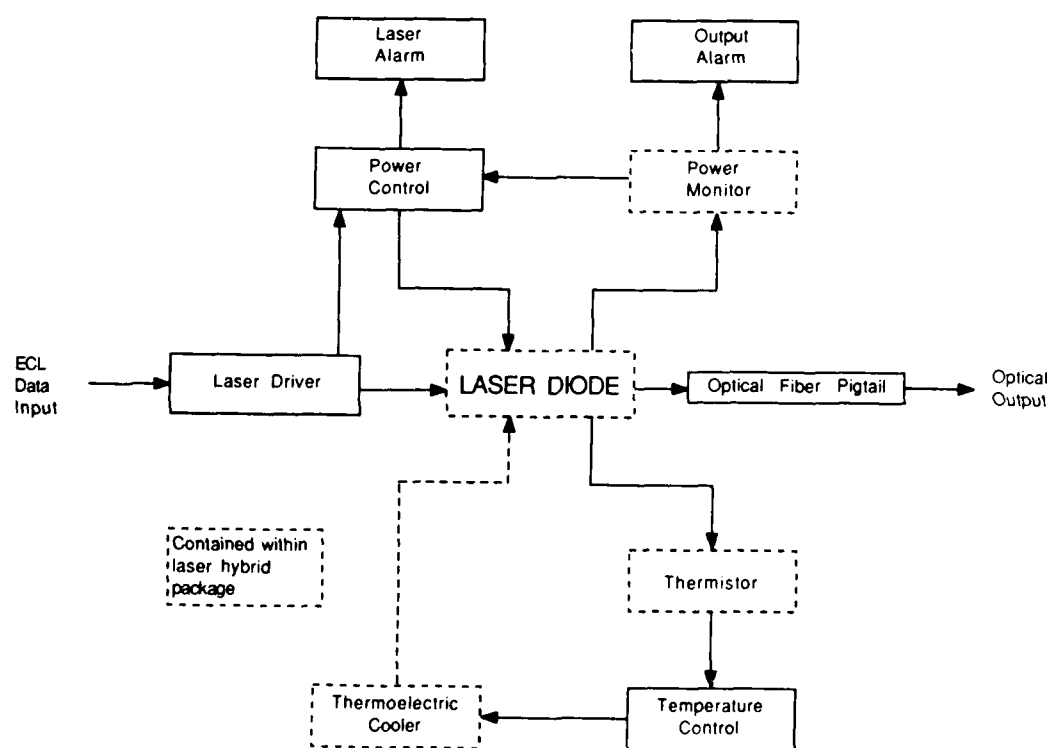 Laser
Alarm
Output
Alarm
Power
Control
Power
Monitor
ECL
Data
Input
Laser Driver
LASER DIODE
Optical Fiber Pigtail
Optical
Output
Contained within
laser hybrid
package
Thermistor
Thermoelectric
Cooler
Temperature
Control